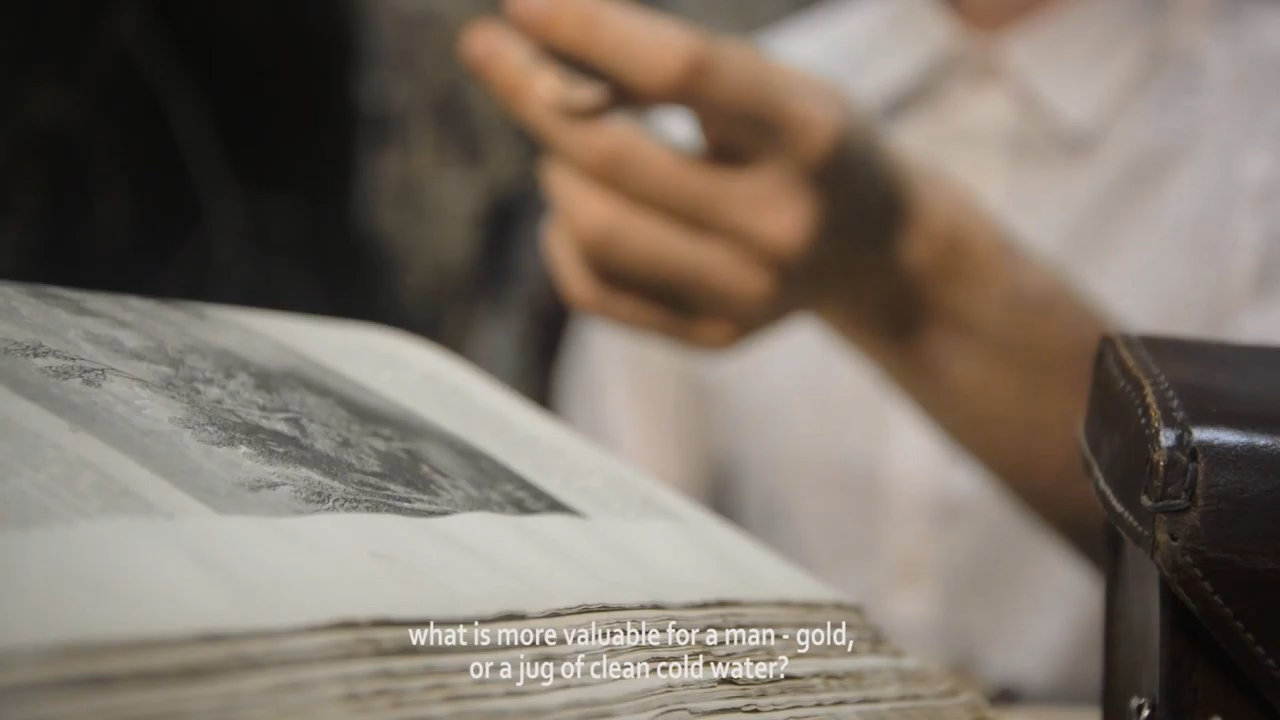 what is more valuable for a man - gold,
or a jug of clean cold water?